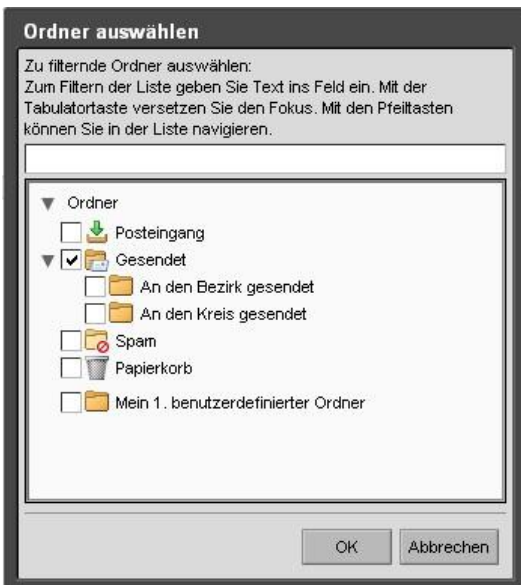 Ordner auswählen
Zu filternde Ordner auswählen:
Zum Filtern der Liste geben Sie Text ins Feld ein. Mit der
Tabulatortaste versetzen Sie den Fokus. Mit den Pfeiltasten
können Sie in der Liste navigieren.
Ordner
Posteingang
Gesendet
An den Bezirk gesendet
An den Kreis gesendet
Spam
Papierkorb
Mein 1. benutzerdefinierter Ordner
OK Abbrechen